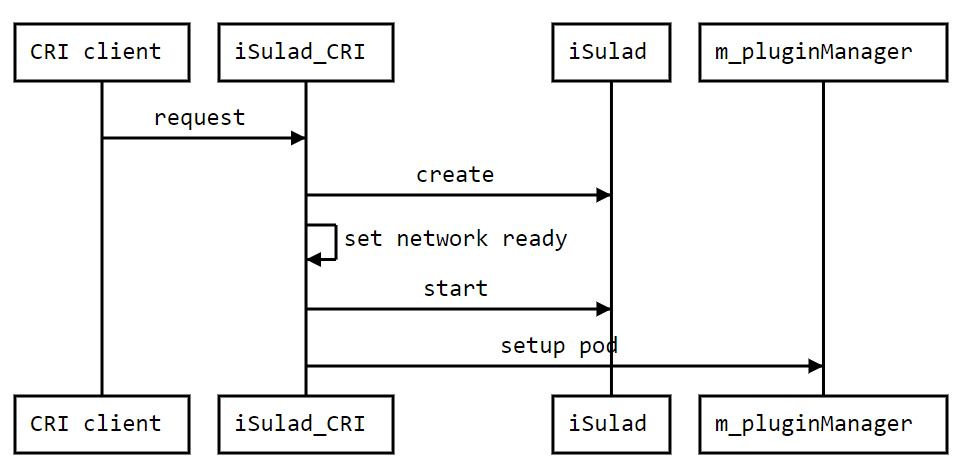 CRI client iSulad_CRI iSulad m_pluginManager
request
create
set network ready
start
setup pod
CRI client iSulad_CRI iSulad m_pluginManager